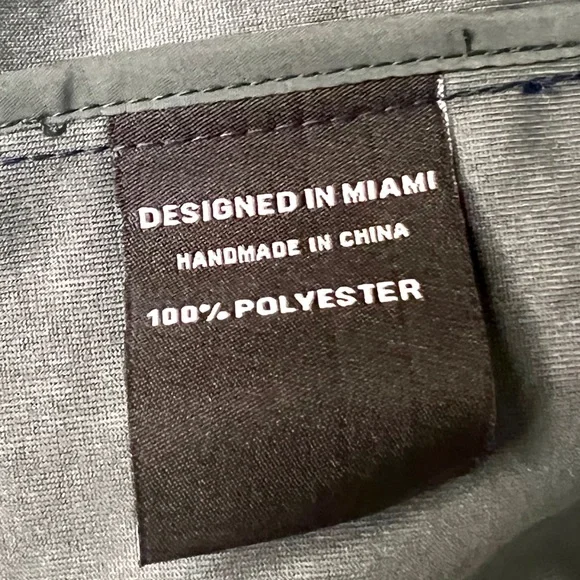 DESIGNED IN MIAMI
HANDMADE IN CHINA
100% POLYESTER